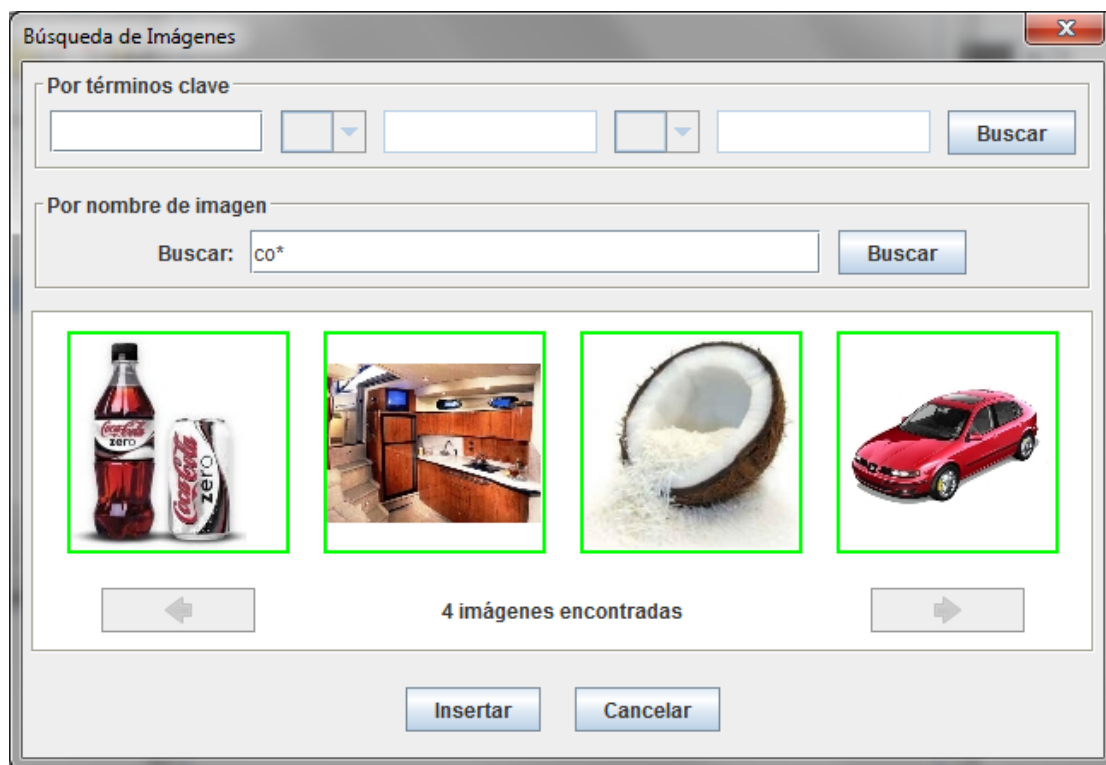 Búsqueda de Imágenes
Por términos clave
Buscar
Por nombre de imagen
Buscar: co* Buscar
Coca-Cola zero
Coca-Cola zero
4 imágenes encontradas
Insertar Cancelar